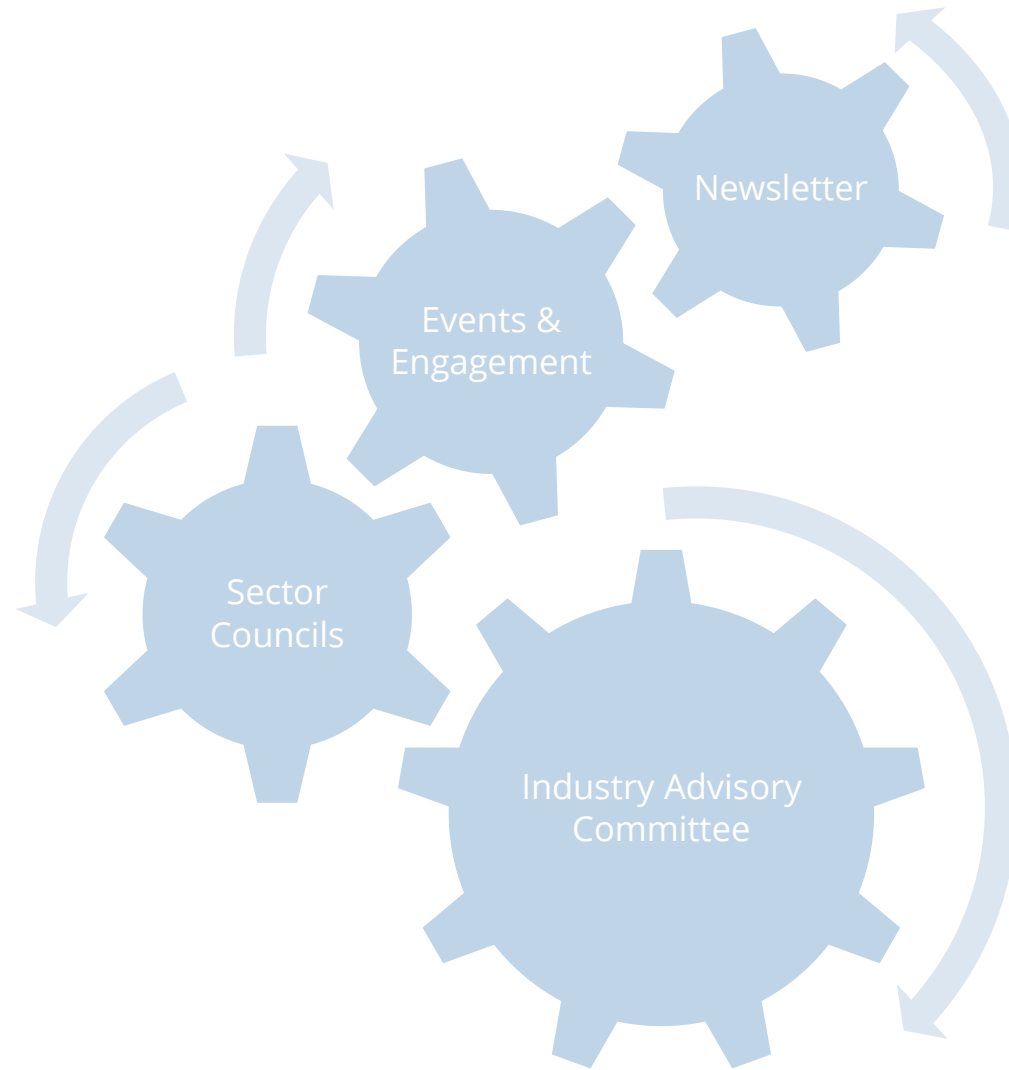 Newsletter
Events &
Engagement
Sector
Councils
Industry Advisory
Committee